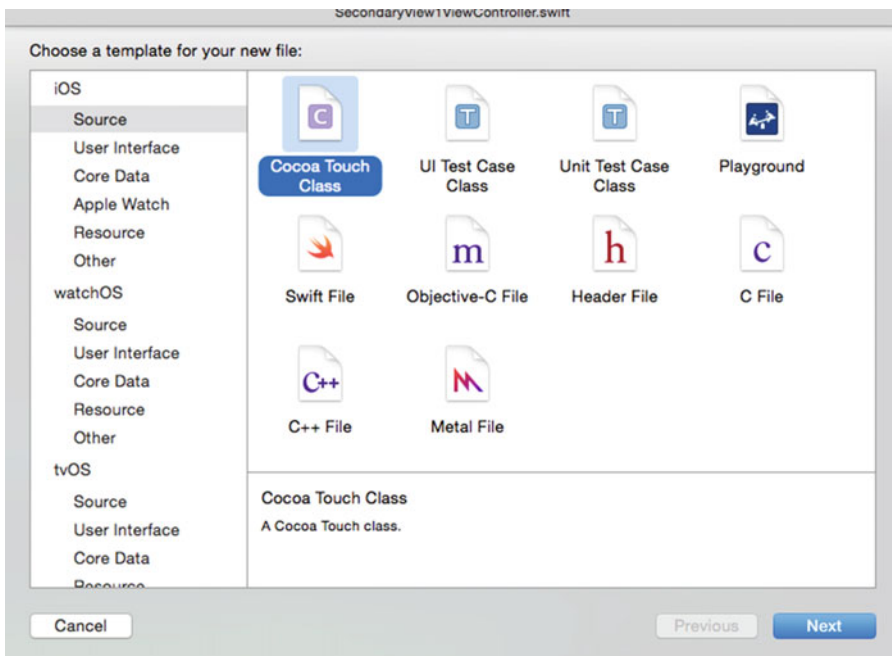 SecondaryView1ViewController.swift
Choose a template for your new file:
iOS
Source
User Interface
Core Data
Apple Watch
Resource
Other
watchOS
Source
User Interface
Core Data
Resource
Other
tvOS
Source
User Interface
Core Data
Resource
C
T
T
Cocoa Touch
Class
UI Test Case
Class
Unit Test Case
Class
Playground
m
h
c
Swift File
Objective-C File
Header File
C File
C++
C++ File
Metal File
Cocoa Touch Class
A Cocoa Touch class.
Cancel
Previous
Next